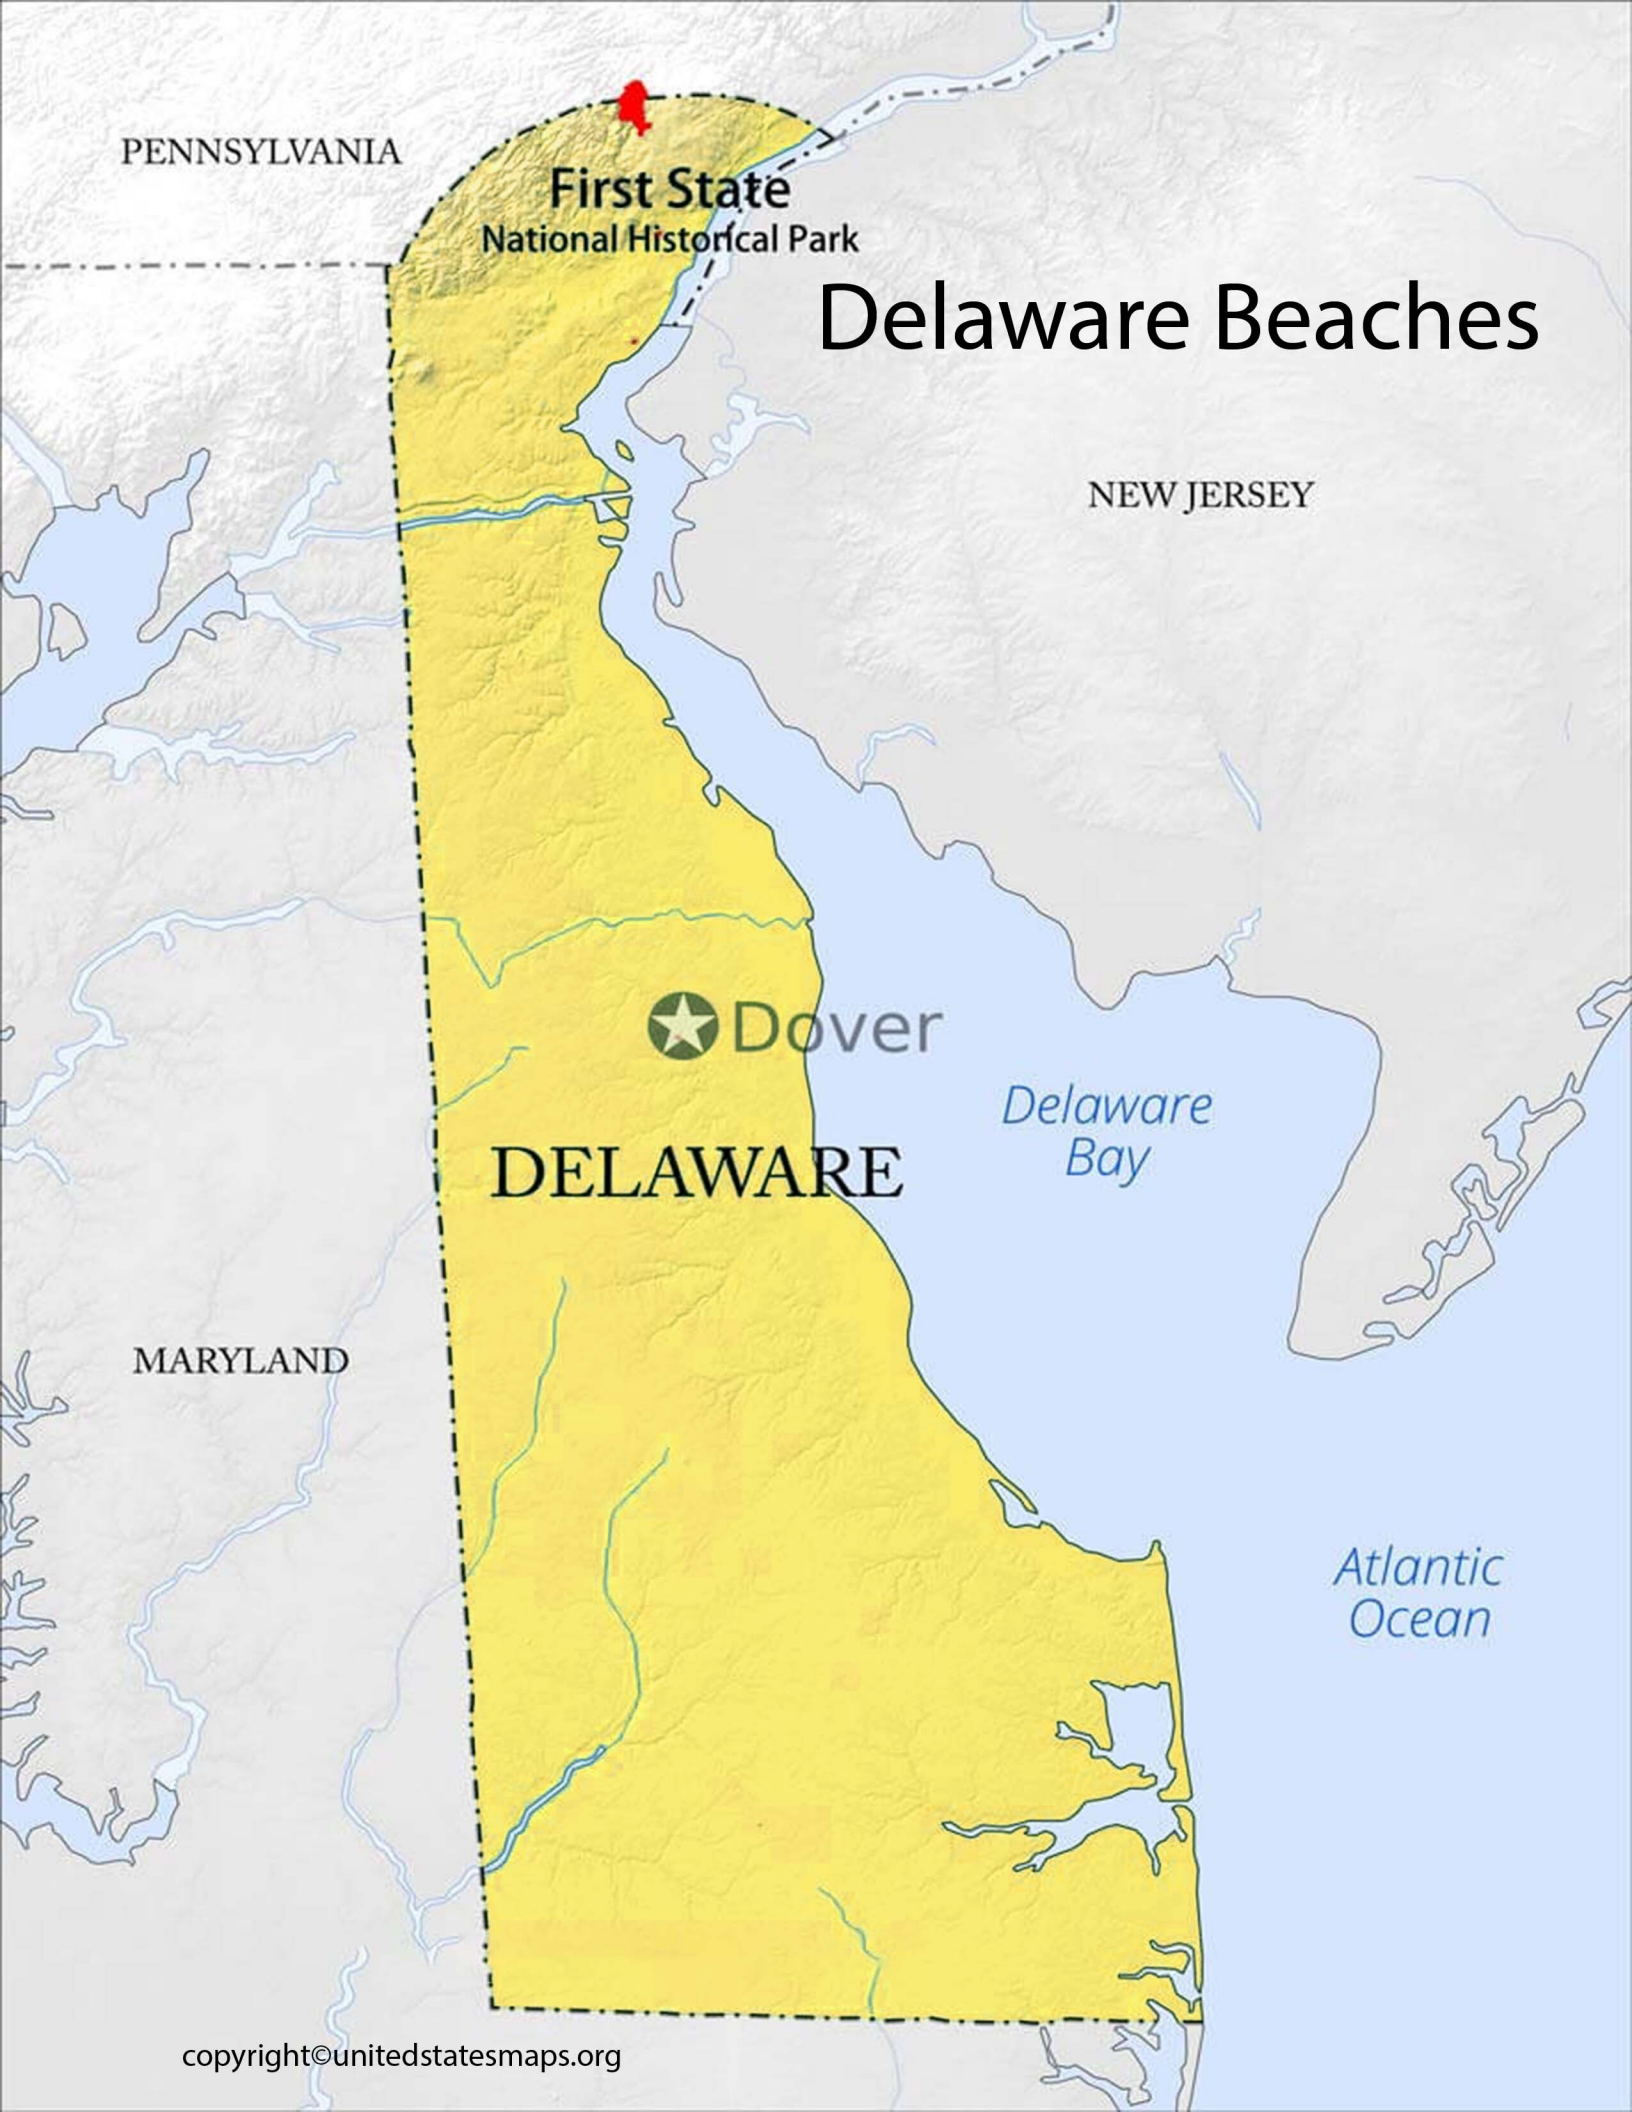 PENNSYLVANIA
First State
National Historical Park
Delaware Beaches
NEW JERSEY
Dover
Delaware
Bay
DELAWARE
MARYLAND
Atlantic
Ocean
copyright©unitedstatesmaps.org